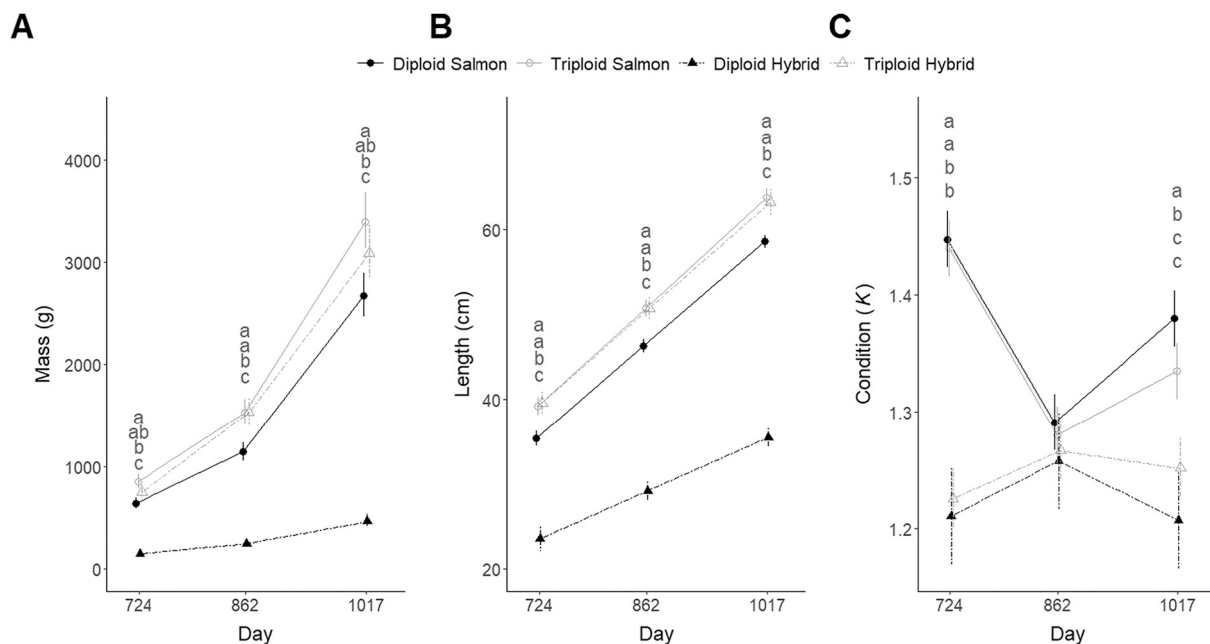 A B C
Diploid Salmon Triploid Salmon Diploid Hybrid Triploid Hybrid
Mass (g)
4000
3000
2000
1000
0
a
ab
b
c
a
a
b
c
a
ab
b
c
724 862 1017
Day
Length (cm)
60
40
20
a
a
b
c
a
a
b
c
a
a
b
c
724 862 1017
Day
Condition (K)
1.5
1.4
1.3
1.2
a
a
b
b
a
b
c
c
724 862 1017
Day